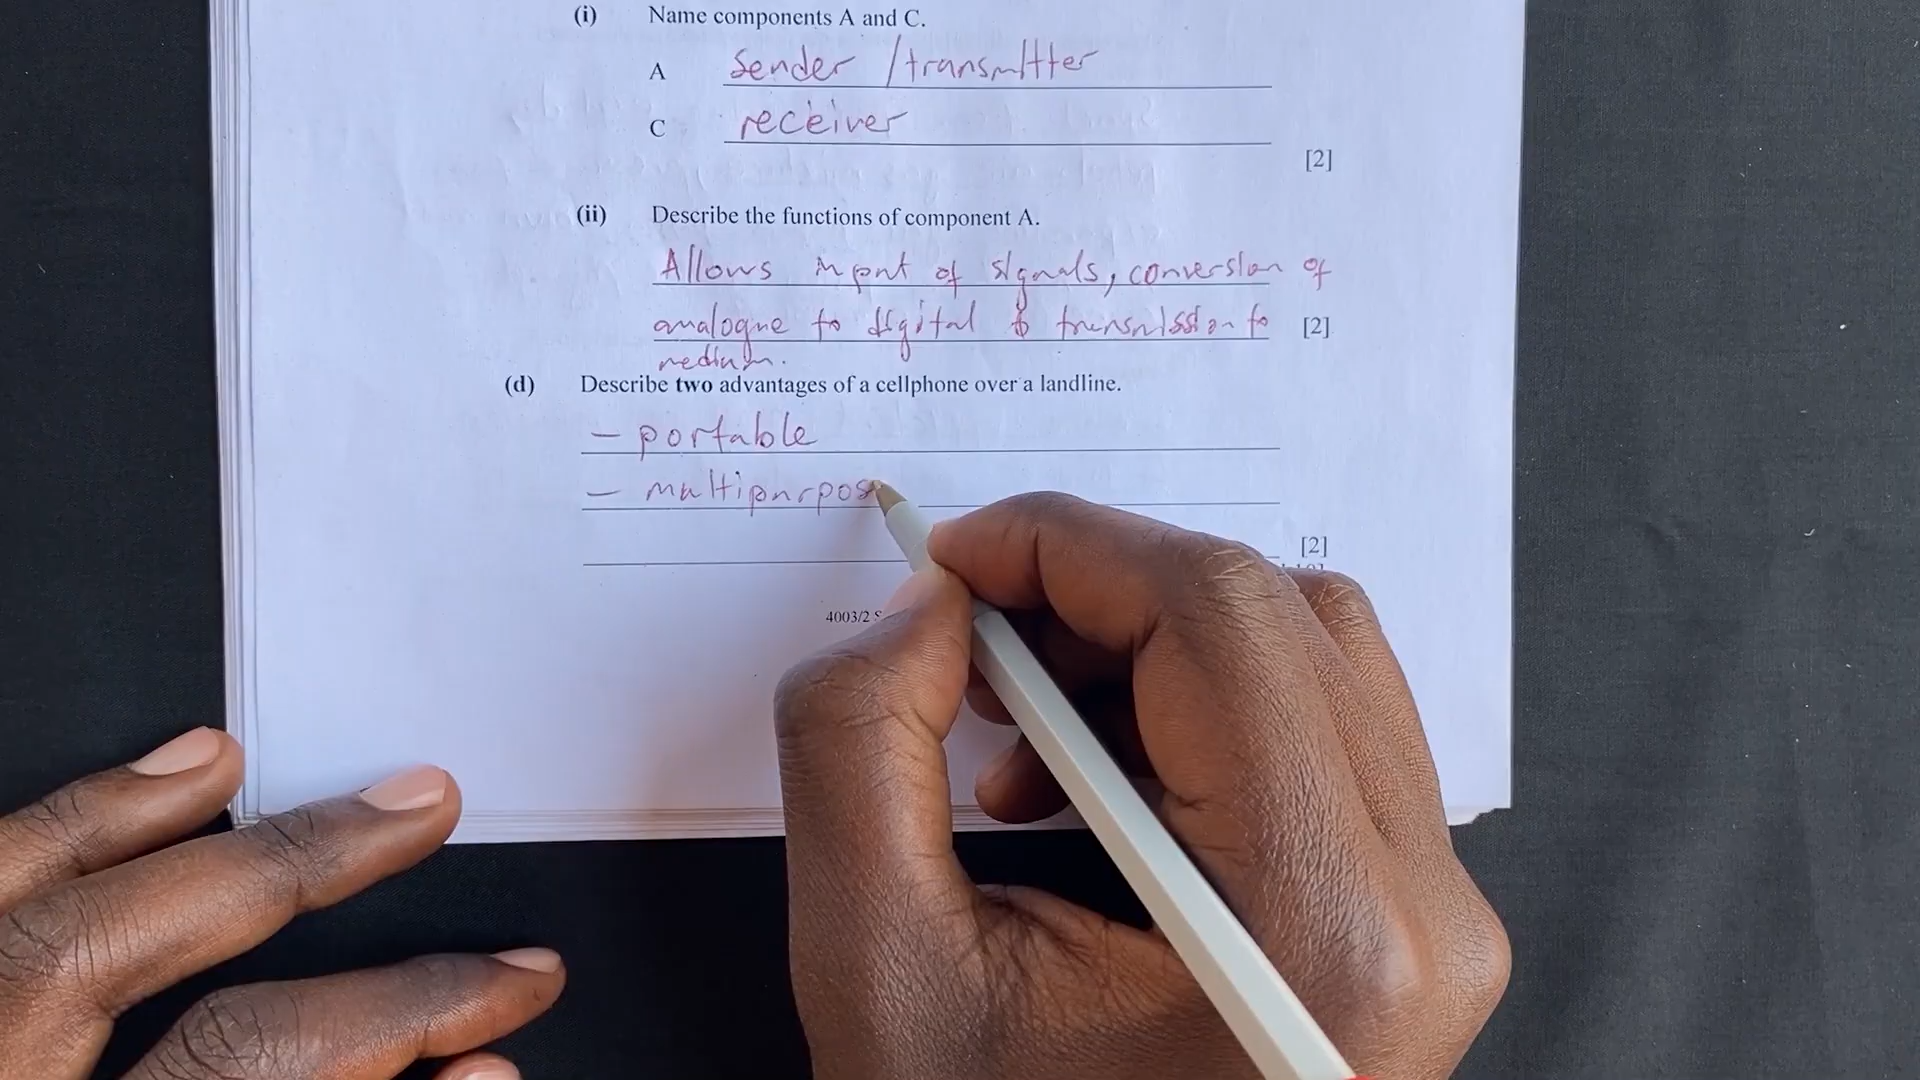 (i) Name components A and C.
A sender / transmitter
C receiver
[2]
(ii) Describe the functions of component A.
Allows input of signals, conversion of
analogue to digital & transmission to [2]
medium.
(d) Describe two advantages of a cellphone over a landline.
- portable
- multipurpos
[2]
4003/2 S